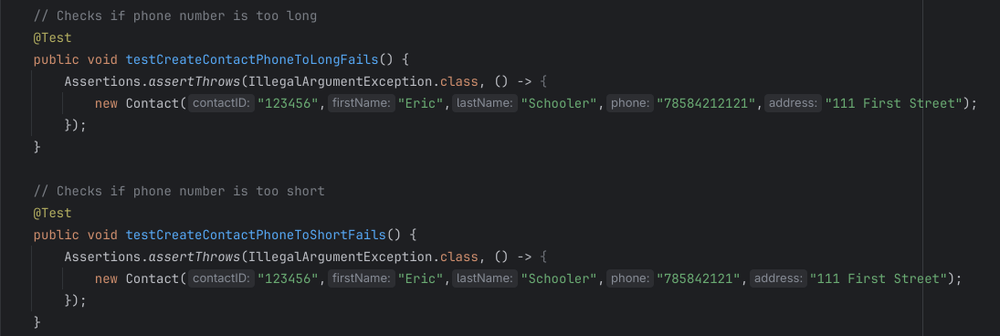 // Checks if phone number is too long
@Test
public void testCreateContactPhoneToLongFails() {
Assertions.assertThrows(IllegalArgumentException.class, () -> {
new Contact( contactID: "123456", firstName: "Eric", lastName: "Schooler", phone: "78584212121", address: "111 First Street");
});
}
// Checks if phone number is too short
@Test
public void testCreateContactPhoneToShortFails() {
Assertions.assertThrows(IllegalArgumentException.class, () -> {
new Contact( contactID: "123456", firstName: "Eric", lastName: "Schooler", phone: "785842121", address: "111 First Street");
});
}